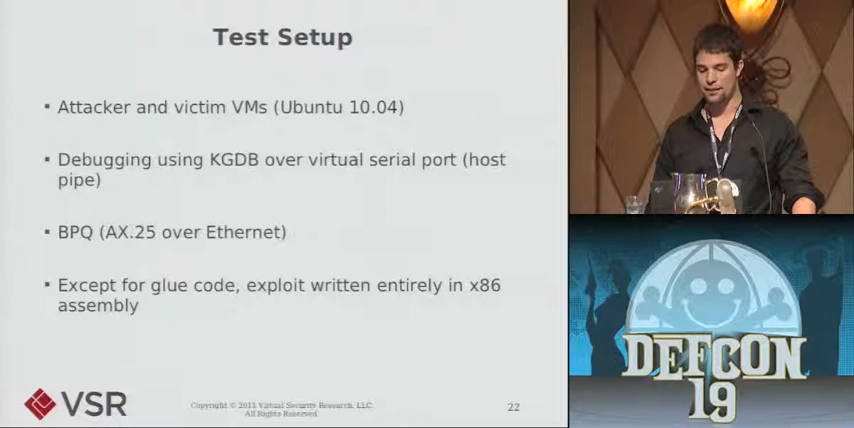 Test Setup
▪ Attacker and victim VMs (Ubuntu 10.04)
▪ Debugging using KGDB over virtual serial port (host
pipe)
▪ BPQ (AX.25 over Ethernet)
▪ Except for glue code, exploit written entirely in x86
assembly
VSR
Copyright © 2011 Virtual Security Research, LLC.
All Rights Reserved
22
DEFCON
19